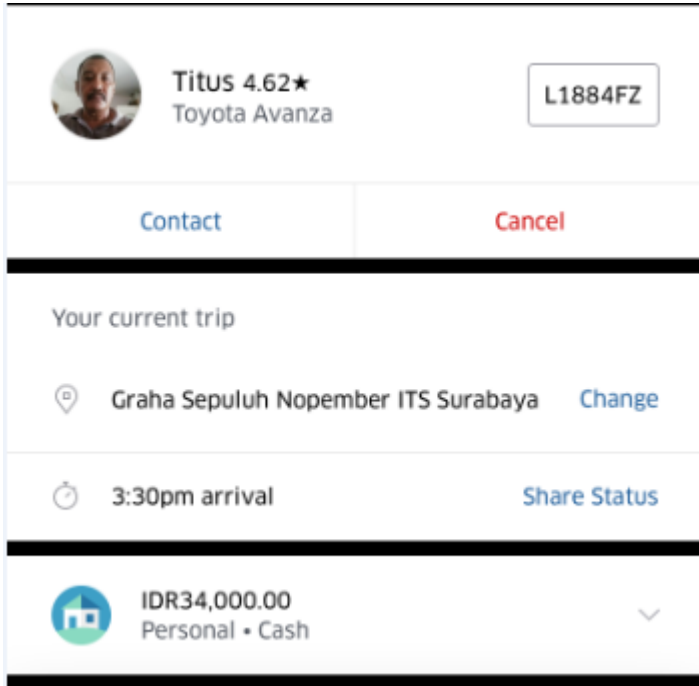 Titus 4.62★
Toyota Avanza
L1884FZ
Contact
Cancel
Your current trip
Graha Sepuluh Nopember ITS Surabaya
Change
3:30pm arrival
Share Status
IDR34,000.00
Personal • Cash